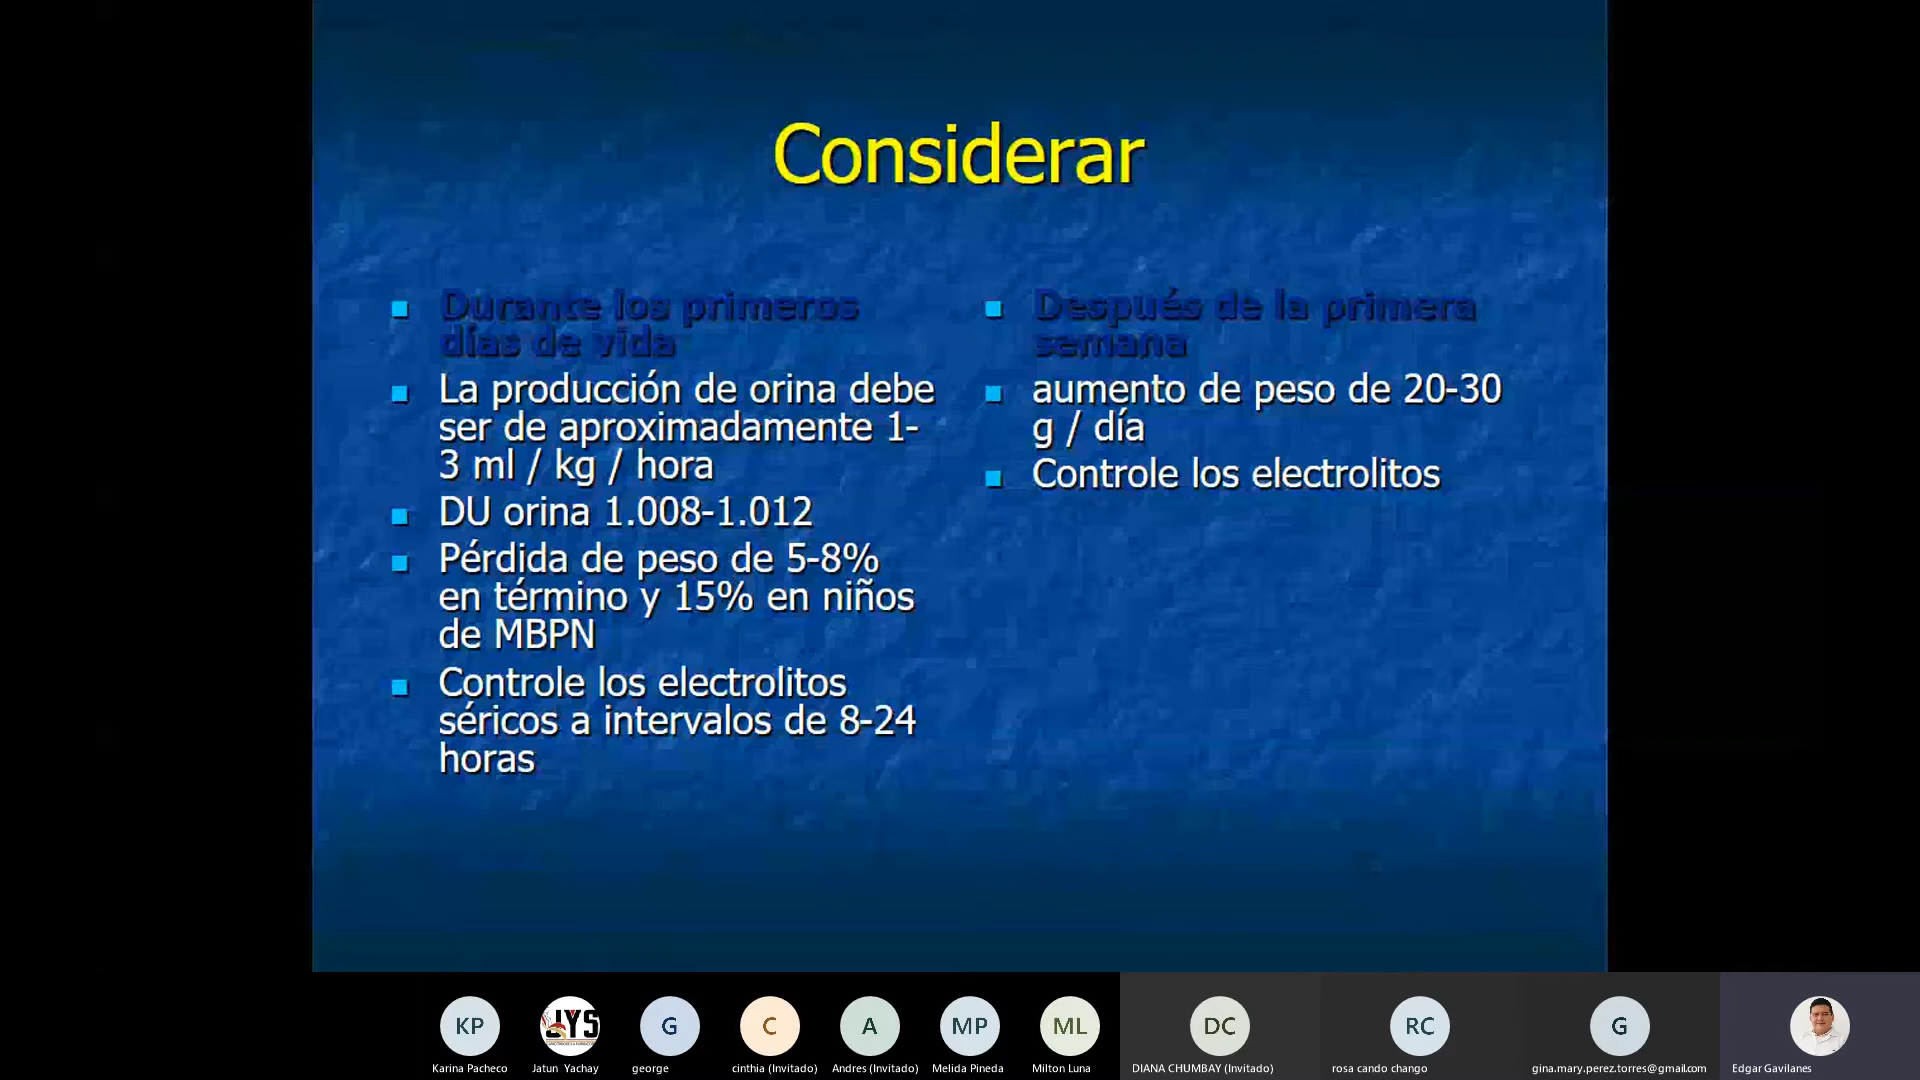 Considerar
Durante los primeros
días de vida
La producción de orina debe
ser de aproximadamente 1-
3 ml / kg / hora
DU orina 1.008-1.012
Pérdida de peso de 5-8%
en término y 15% en niños
de MBPN
Controle los electrolitos
séricos a intervalos de 8-24
horas
Después de la primera
semana
aumento de peso de 20-30
g / día
Controle los electrolitos
KP
JYS
G
C
A
MP
ML
DC
RC
G
Karina Pacheco
Jatun Yachay
george
cinthia (Invitado)
Andres (Invitado)
Melida Pineda
Milton Luna
DIANA CHUMBAY (Invitado)
rosa cando chango
gina.mary.perez.torres@gmail.com
Edgar Gavilanes